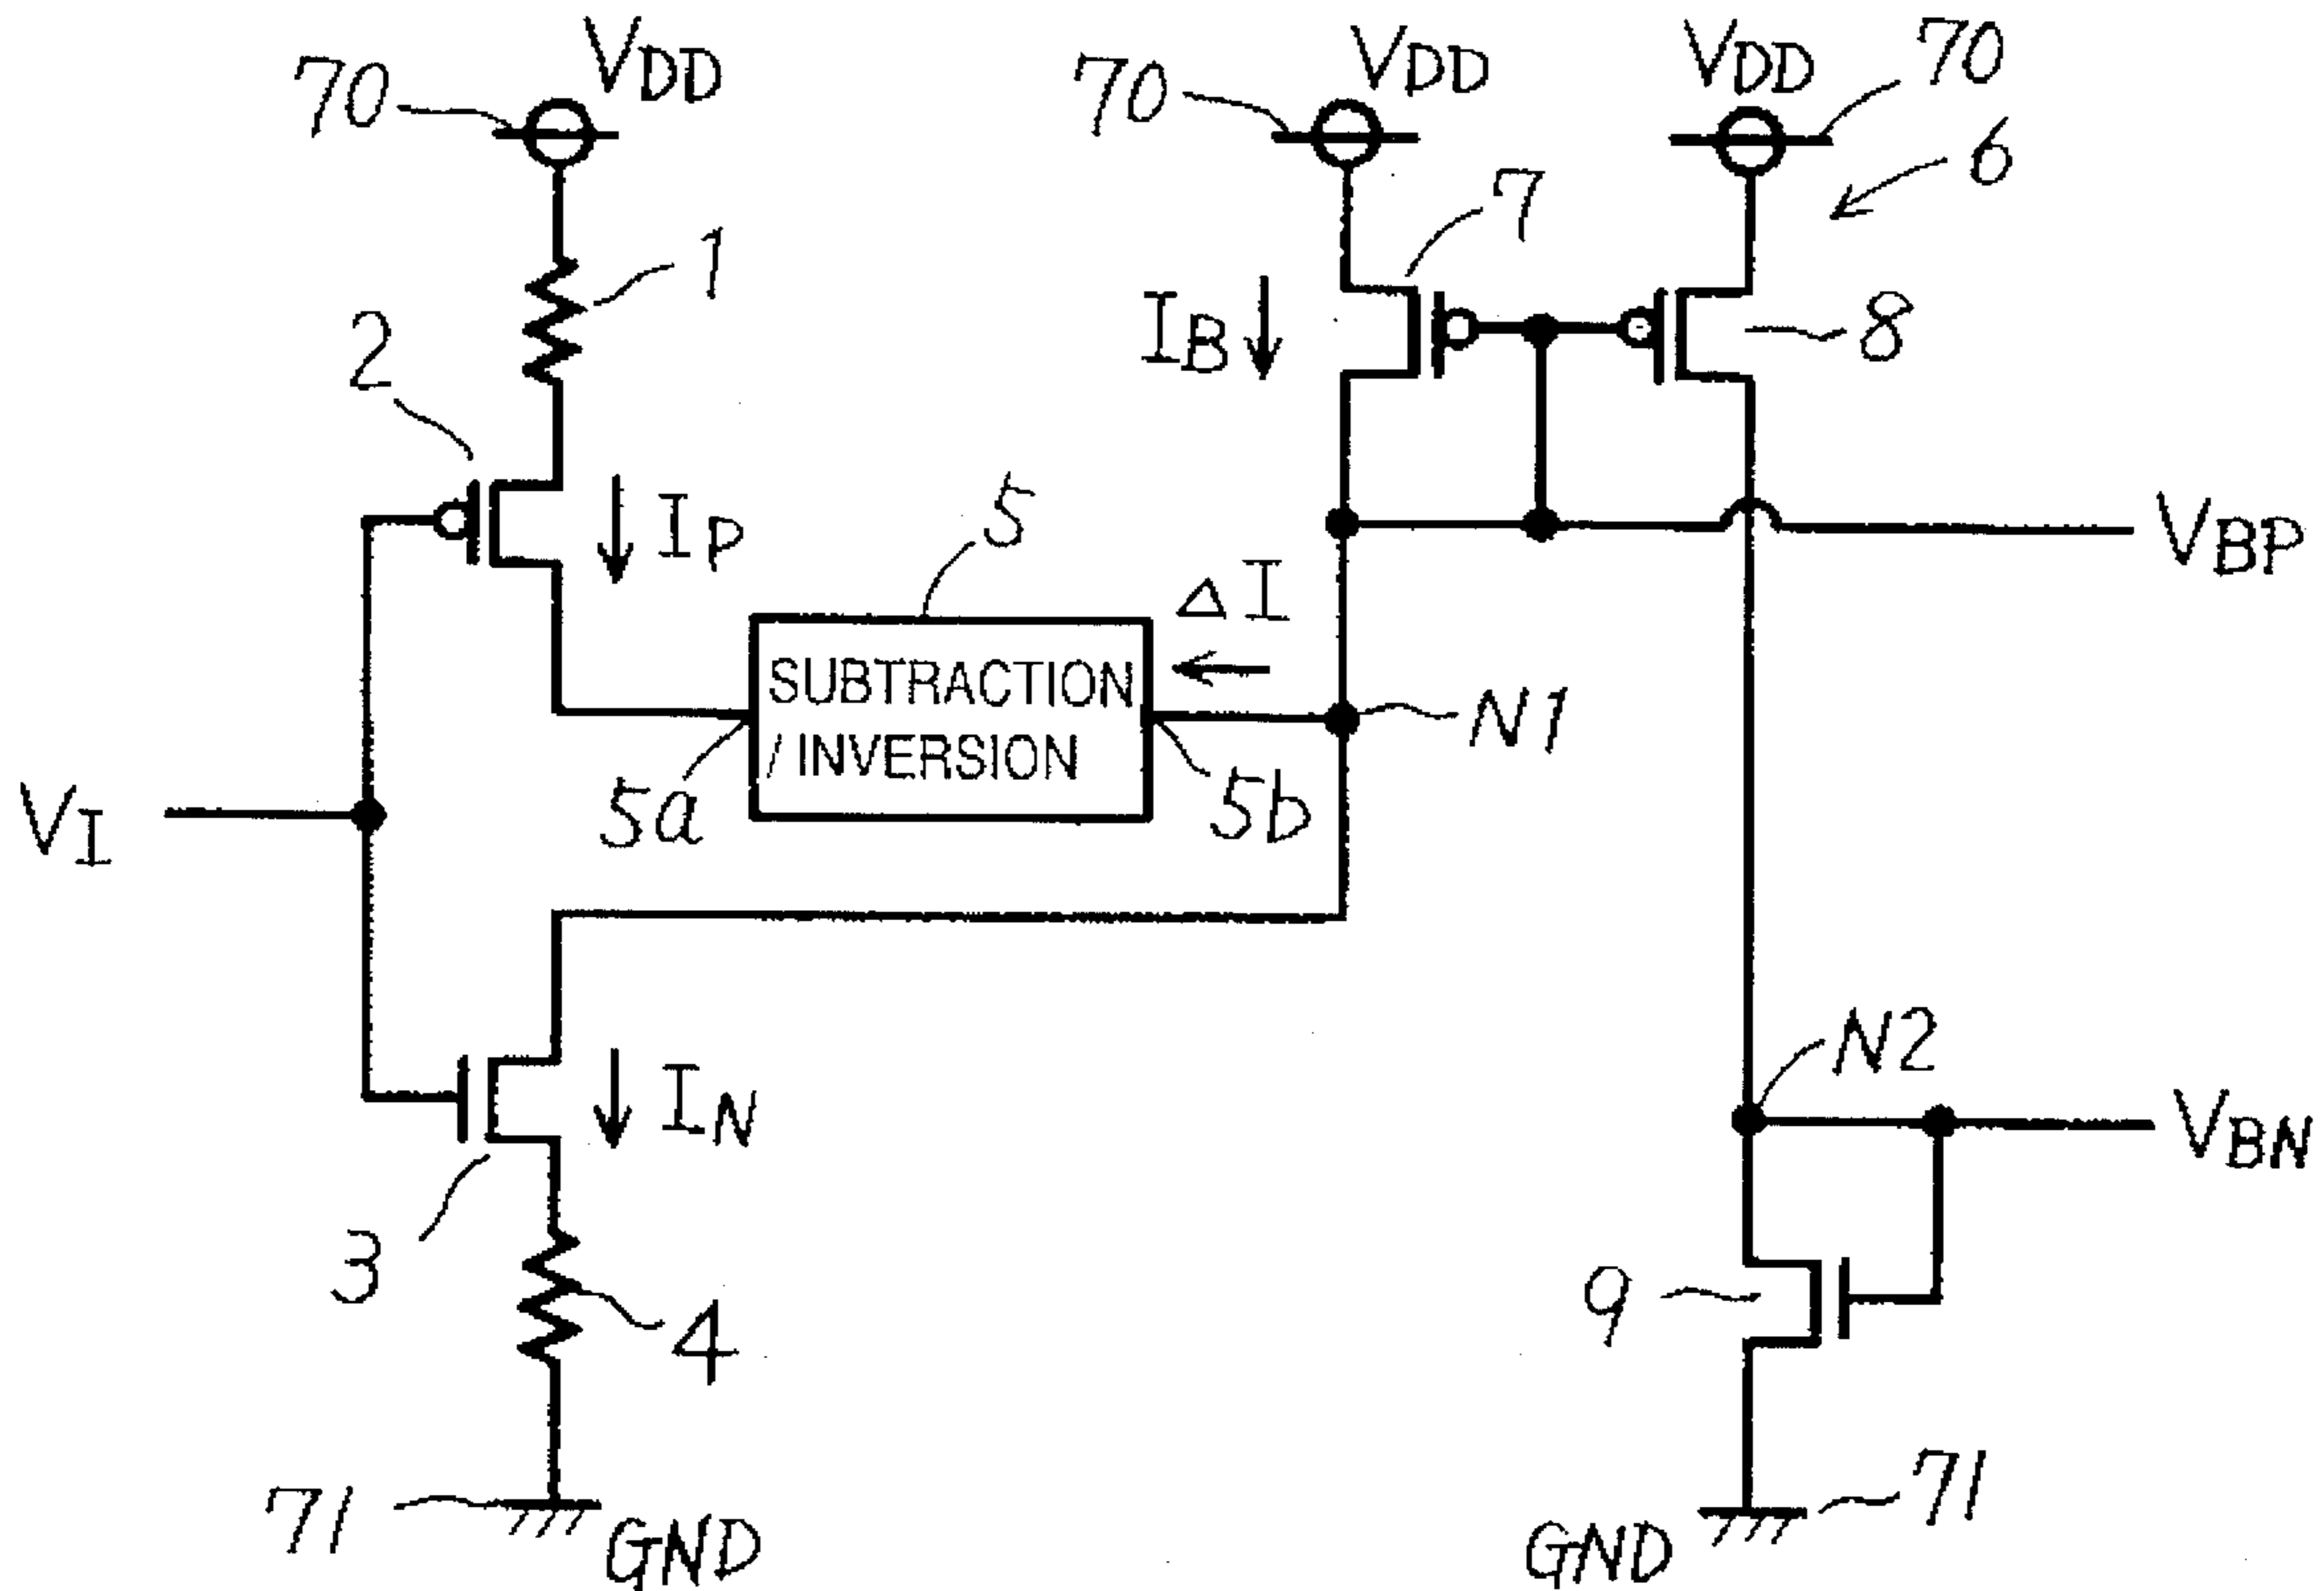 70
VDD
70
VDD
VDD
70
6
7
1
2
IB
8
5
IP
VBP
ΔI
SUBTRACTION
/ INVERSION
N1
5a
5b
VI
N2
IN
VBN
3
9
4
71
GND
GND
71